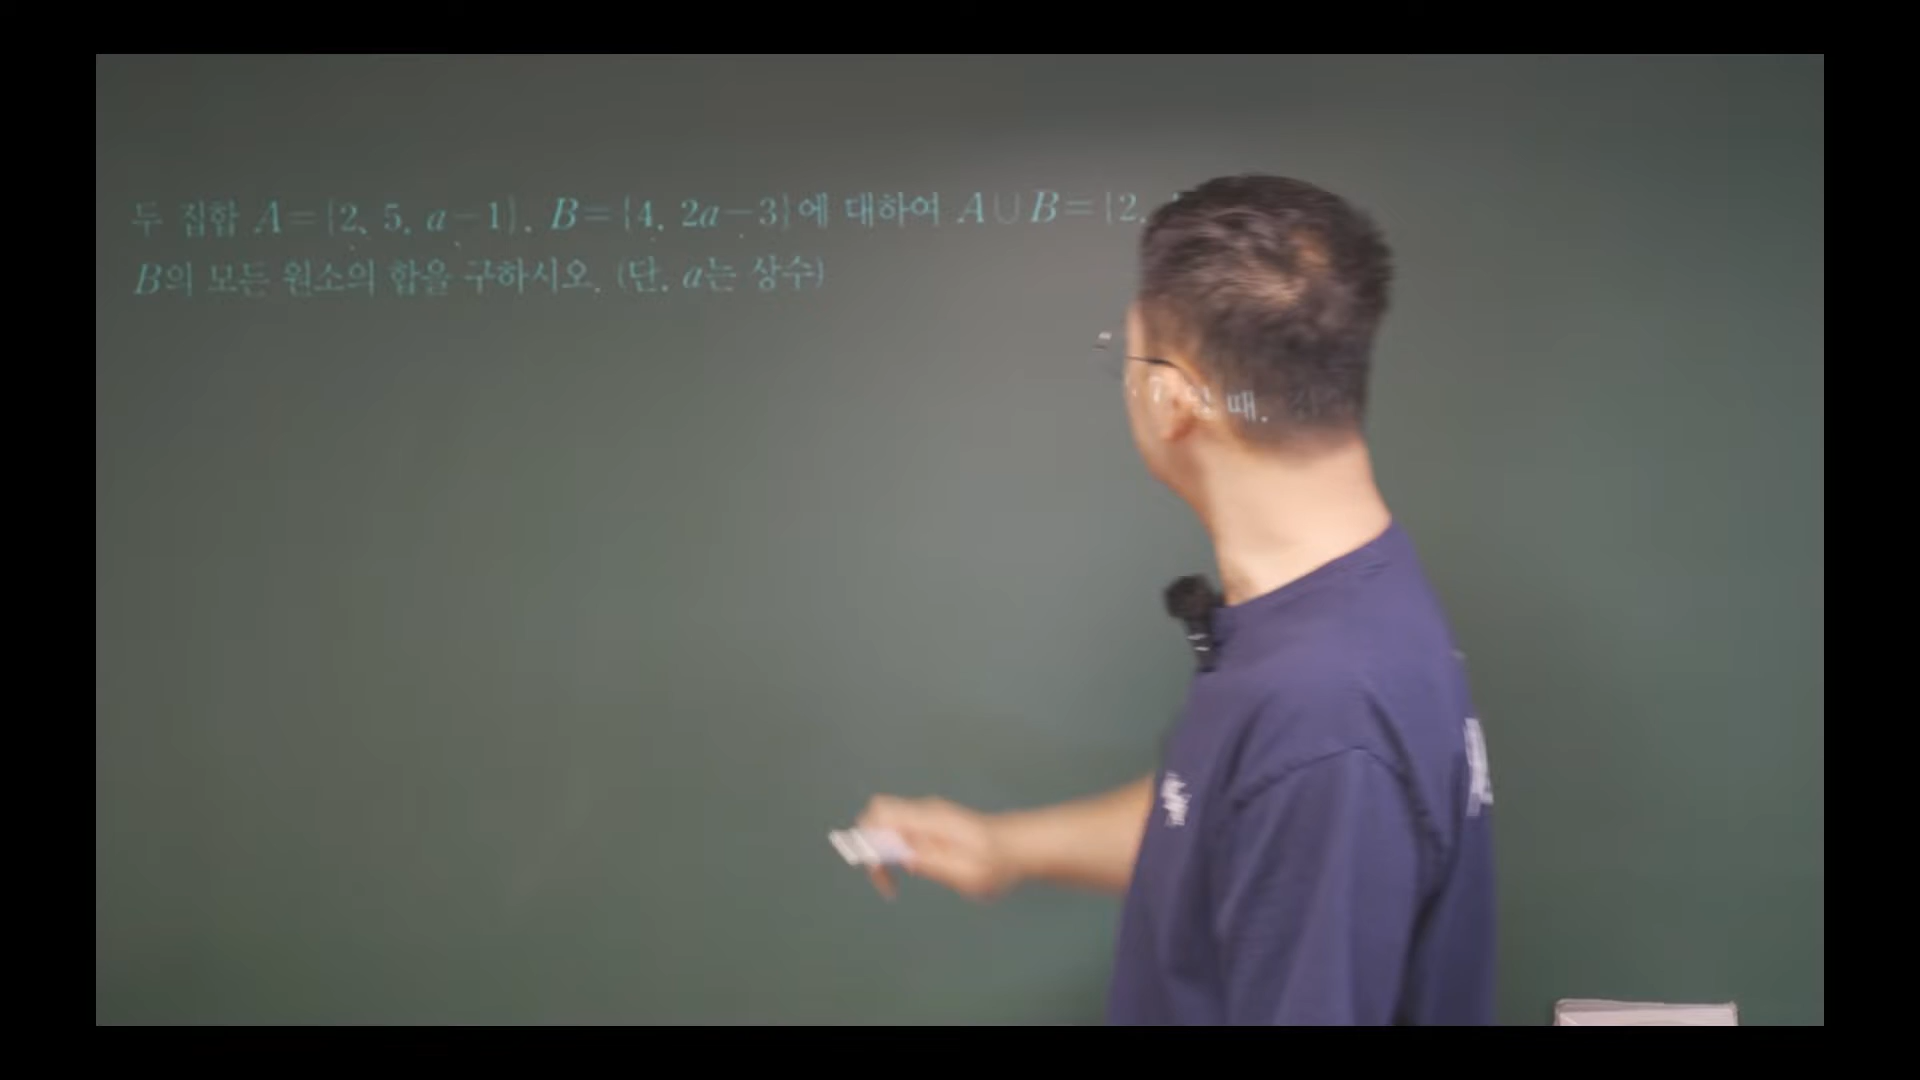 두 집합 A={2, 5, a-1}, B={4, 2a-3}에 대하여 A∪B={2,
B의 모든 원소의 합을 구하시오. (단, a는 상수)
때,